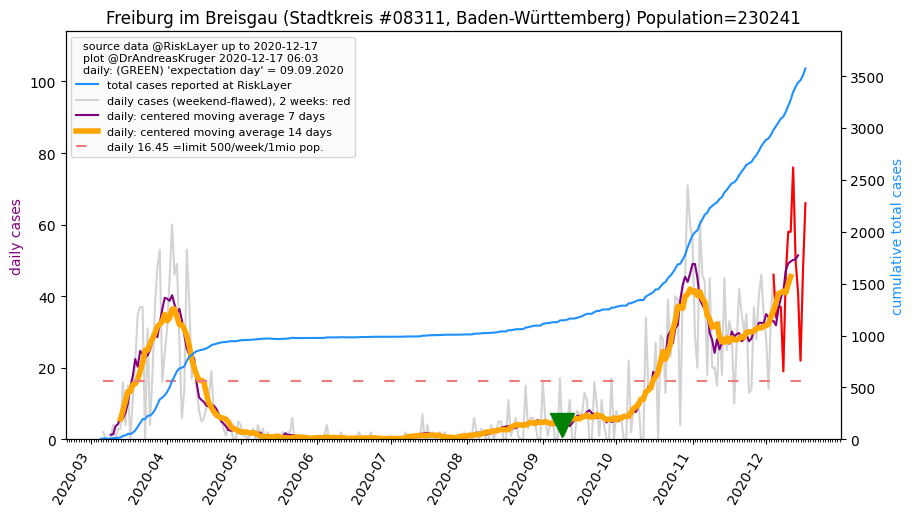 Freiburg im Breisgau (Stadtkreis #08311, Baden-Württemberg) Population=230241
source data @RiskLayer up to 2020-12-17
plot @DrAndreasKruger 2020-12-17 06:03
daily: (GREEN) 'expectation day' = 09.09.2020
total cases reported at RiskLayer
daily cases (weekend-flawed), 2 weeks: red
daily: centered moving average 7 days
daily: centered moving average 14 days
daily 16.45 =limit 500/week/1mio pop.
daily cases
100
80
60
40
20
0
cumulative total cases
3500
3000
2500
2000
1500
1000
500
0
2020-03
2020-04
2020-05
2020-06
2020-07
2020-08
2020-09
2020-10
2020-11
2020-12